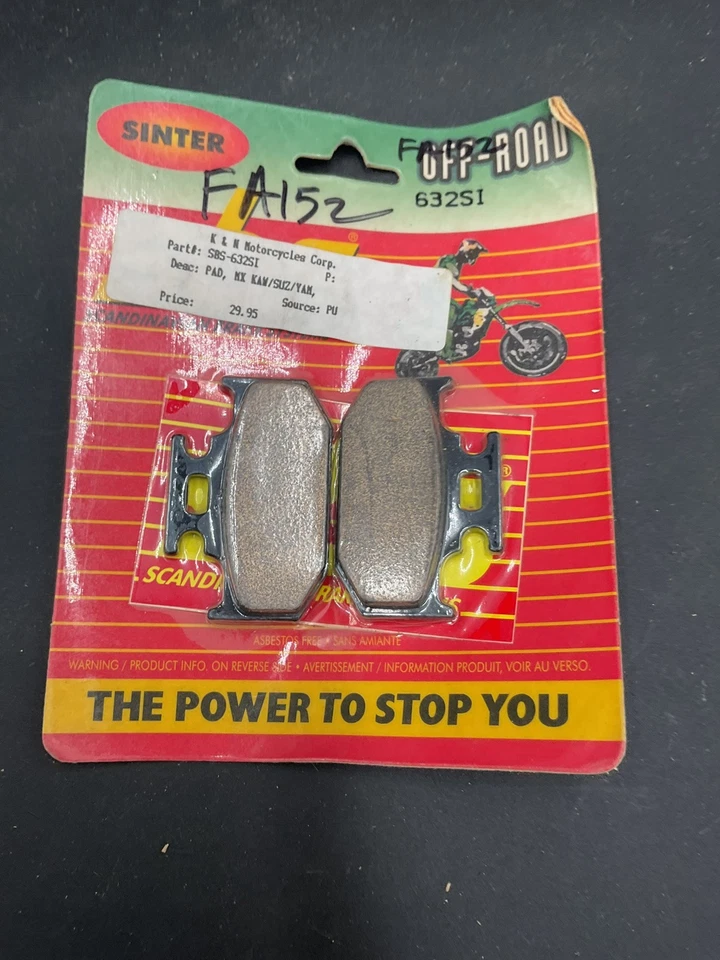 SINTER
FA152
OFF-ROAD
632SI
FA152
®
K & N Motorcycles Corp.
Part#: SBS-632SI P:
Desc: PAD, MX KAW/SUZ/YAM,
Price: 29.95 Source: PU
®
SCANDI
ASBESTOS FREE • SANS AMIANTE
WARNING / PRODUCT INFO. ON REVERSE SIDE • AVERTISSEMENT / INFORMATION PRODUIT, VOIR AU VERSO.
THE POWER TO STOP YOU